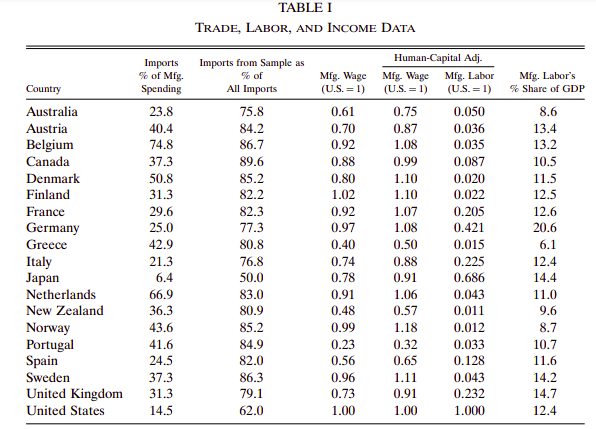 TABLE I
TRADE, LABOR, AND INCOME DATA
Human-Capital Adj.
Imports Imports from Sample as
% of Mfg. % of Mfg. Wage Mfg. Wage Mfg. Labor Mfg. Labor's
Country Spending All Imports (U.S. = 1) (U.S. = 1) (U.S. = 1) % Share of GDP
Australia 23.8 75.8 0.61 0.75 0.050 8.6
Austria 40.4 84.2 0.70 0.87 0.036 13.4
Belgium 74.8 86.7 0.92 1.08 0.035 13.2
Canada 37.3 89.6 0.88 0.99 0.087 10.5
Denmark 50.8 85.2 0.80 1.10 0.020 11.5
Finland 31.3 82.2 1.02 1.10 0.022 12.5
France 29.6 82.3 0.92 1.07 0.205 12.6
Germany 25.0 77.3 0.97 1.08 0.421 20.6
Greece 42.9 80.8 0.40 0.50 0.015 6.1
Italy 21.3 76.8 0.74 0.88 0.225 12.4
Japan 6.4 50.0 0.78 0.91 0.686 14.4
Netherlands 66.9 83.0 0.91 1.06 0.043 11.0
New Zealand 36.3 80.9 0.48 0.57 0.011 9.6
Norway 43.6 85.2 0.99 1.18 0.012 8.7
Portugal 41.6 84.9 0.23 0.32 0.033 10.7
Spain 24.5 82.0 0.56 0.65 0.128 11.6
Sweden 37.3 86.3 0.96 1.11 0.043 14.2
United Kingdom 31.3 79.1 0.73 0.91 0.232 14.7
United States 14.5 62.0 1.00 1.00 1.000 12.4